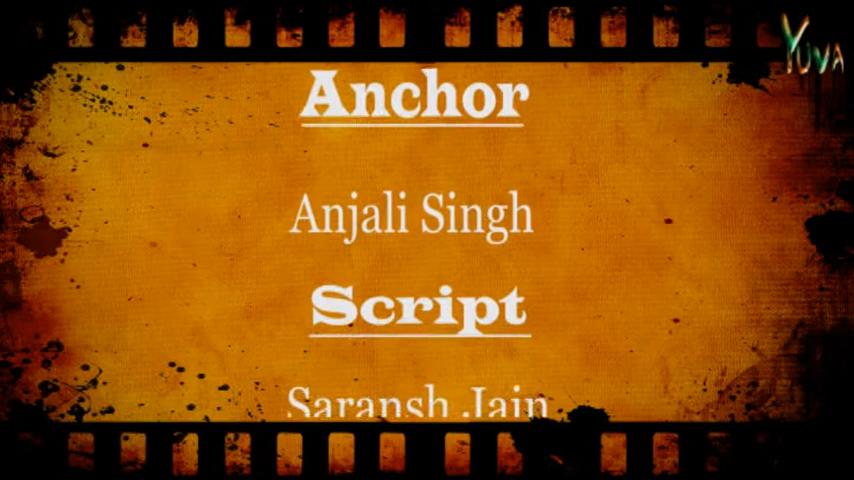 Yuva
Anchor
Anjali Singh
Script
Saransh Jain